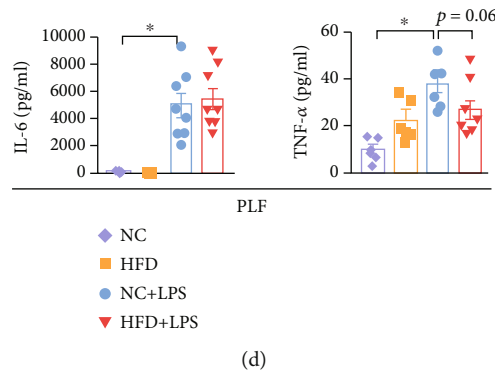 *
IL-6 (pg/ml)
10000
8000
6000
4000
2000
0
* p = 0.06
TNF-α (pg/ml)
60
40
20
0
PLF
NC
HFD
NC+LPS
HFD+LPS
(d)